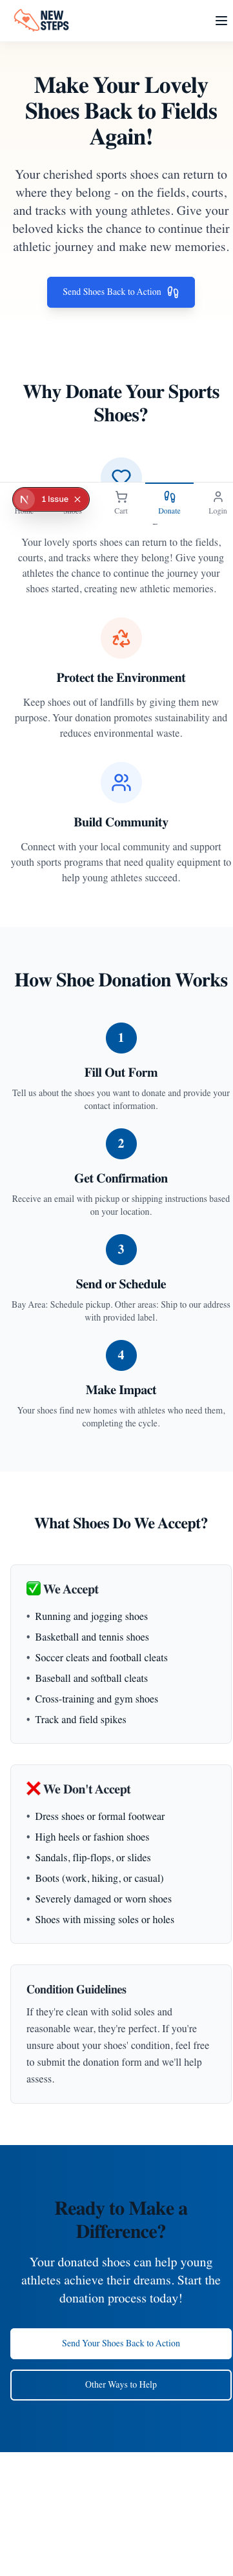 NEW
STEPS
Make Your Lovely
Shoes Back to Fields
Again!
Your cherished sports shoes can return to
where they belong - on the fields, courts,
and tracks with young athletes. Give your
beloved kicks the chance to continue their
athletic journey and make new memories.
Send Shoes Back to Action
Why Donate Your Sports
Shoes?
N 1 Issue ×
Home Shoes Cart Donate Login
Your lovely sports shoes can return to the fields,
courts, and tracks where they belong! Give young
athletes the chance to continue the journey your
shoes started, creating new athletic memories.
Protect the Environment
Keep shoes out of landfills by giving them new
purpose. Your donation promotes sustainability and
reduces environmental waste.
Build Community
Connect with your local community and support
youth sports programs that need quality equipment to
help young athletes succeed.
How Shoe Donation Works
1
Fill Out Form
Tell us about the shoes you want to donate and provide your
contact information.
2
Get Confirmation
Receive an email with pickup or shipping instructions based
on your location.
3
Send or Schedule
Bay Area: Schedule pickup. Other areas: Ship to our address
with provided label.
4
Make Impact
Your shoes find new homes with athletes who need them,
completing the cycle.
What Shoes Do We Accept?
✅ We Accept
• Running and jogging shoes
• Basketball and tennis shoes
• Soccer cleats and football cleats
• Baseball and softball cleats
• Cross-training and gym shoes
• Track and field spikes
❌ We Don't Accept
• Dress shoes or formal footwear
• High heels or fashion shoes
• Sandals, flip-flops, or slides
• Boots (work, hiking, or casual)
• Severely damaged or worn shoes
• Shoes with missing soles or holes
Condition Guidelines
If they're clean with solid soles and
reasonable wear, they're perfect. If you're
unsure about your shoes' condition, feel free
to submit the donation form and we'll help
assess.
Ready to Make a
Difference?
Your donated shoes can help young
athletes achieve their dreams. Start the
donation process today!
Send Your Shoes Back to Action
Other Ways to Help